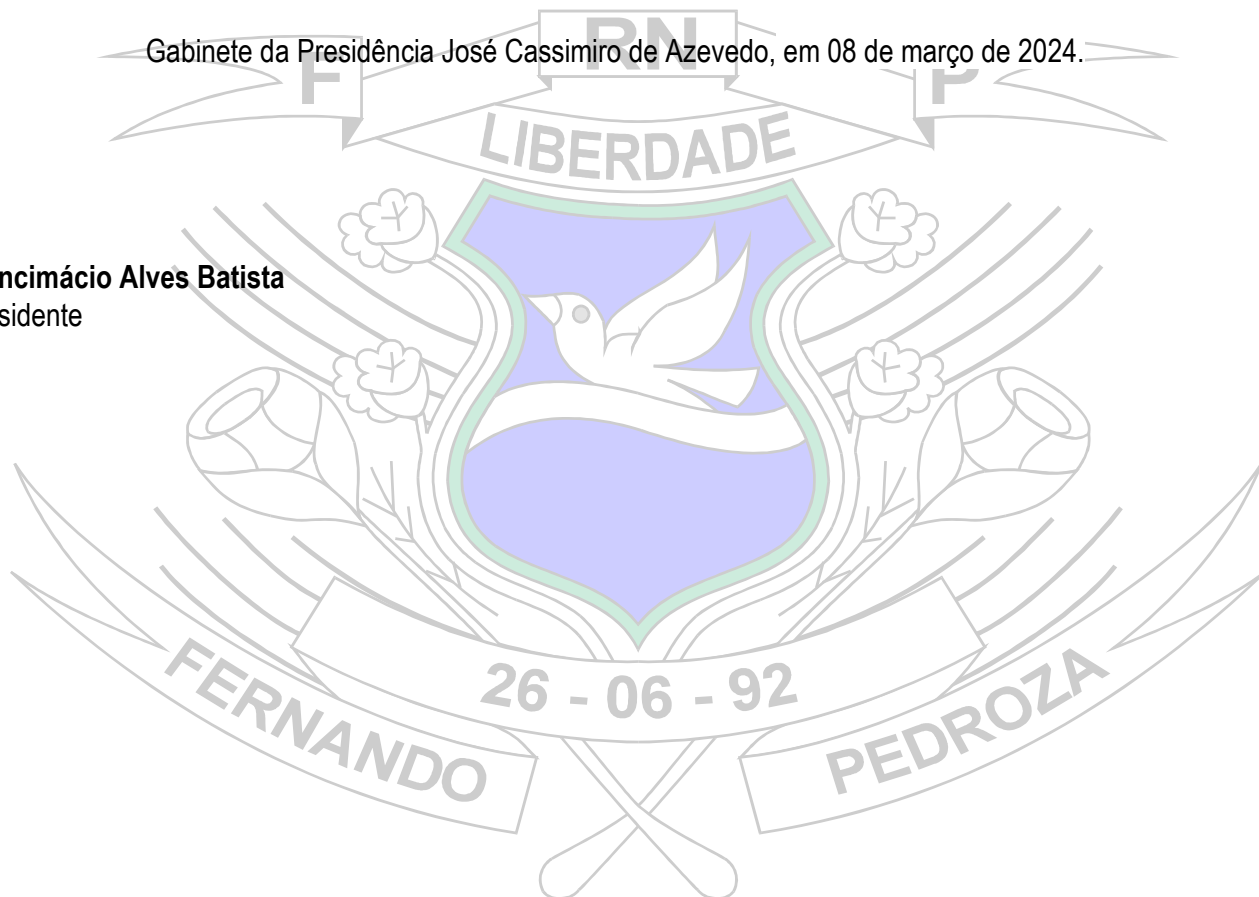 F RN P
Gabinete da Presidência José Cassimiro de Azevedo, em 08 de março de 2024.
LIBERDADE
ncimácio Alves Batista
sidente
26 - 06 - 92
FERNANDO PEDROZA